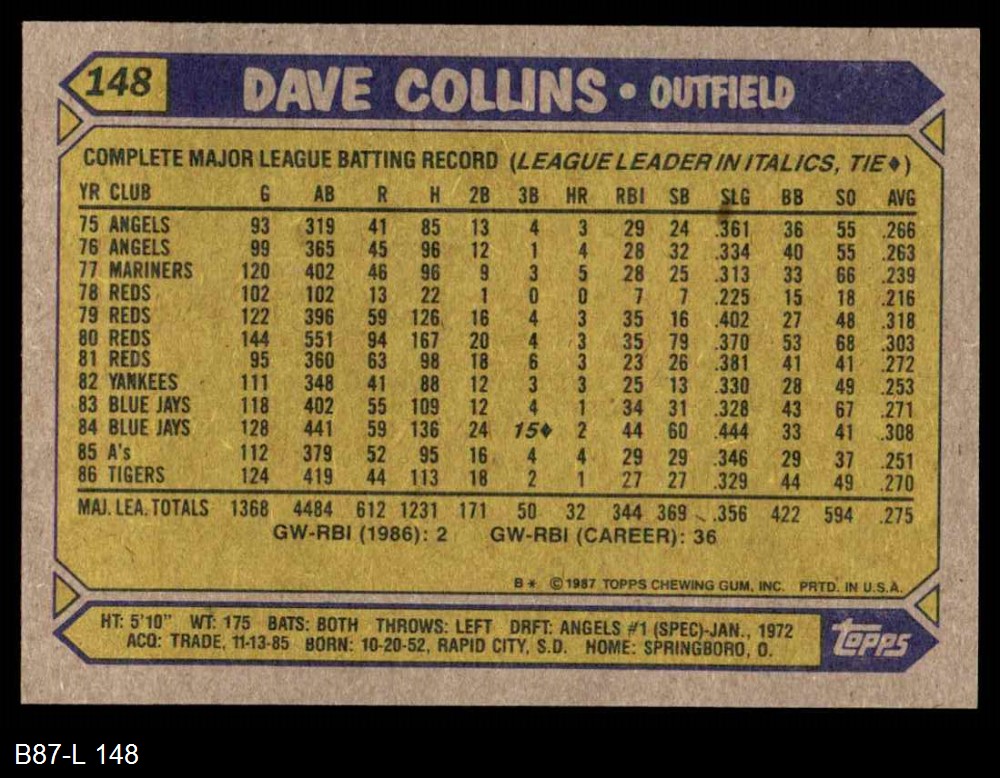 148 DAVE COLLINS • OUTFIELD
COMPLETE MAJOR LEAGUE BATTING RECORD (LEAGUE LEADER IN ITALICS, TIE♦)
YR CLUB G AB R H 2B 3B HR RBI SB SLG BB SO AVG
75 ANGELS 93 319 41 85 13 4 3 29 24 .361 36 55 .266
76 ANGELS 99 365 45 96 12 1 4 28 32 .334 40 55 .263
77 MARINERS 120 402 46 96 9 3 5 28 25 .313 33 66 .239
78 REDS 102 102 13 22 1 0 0 7 7 .225 15 18 .216
79 REDS 122 396 59 126 16 4 3 35 16 .402 27 48 .318
80 REDS 144 551 94 167 20 4 3 35 79 .370 53 68 .303
81 REDS 95 360 63 98 18 6 3 23 26 .381 41 41 .272
82 YANKEES 111 348 41 88 12 3 3 25 13 .330 28 49 .253
83 BLUE JAYS 118 402 55 109 12 4 1 34 31 .328 43 67 .271
84 BLUE JAYS 128 441 59 136 24 15♦ 2 44 60 .444 33 41 .308
85 A's 112 379 52 95 16 4 4 29 29 .346 29 37 .251
86 TIGERS 124 419 44 113 18 2 1 27 27 .329 44 49 .270
MAJ. LEA. TOTALS 1368 4484 612 1231 171 50 32 344 369 .356 422 594 .275
GW-RBI (1986): 2 GW-RBI (CAREER): 36
B* ©1987 TOPPS CHEWING GUM, INC. PRTD. IN U.S.A.
HT: 5'10" WT: 175 BATS: BOTH THROWS: LEFT DRFT: ANGELS #1 (SPEC)-JAN., 1972
ACQ: TRADE, 11-13-85 BORN: 10-20-52, RAPID CITY, S.D. HOME: SPRINGBORO, O.
TOPPS
B87-L 148